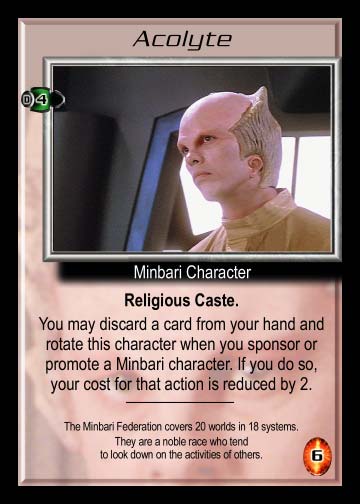 Acolyte
04
Minbari Character
Religious Caste.
You may discard a card from your hand and
rotate this character when you sponsor or
promote a Minbari character. If you do so,
your cost for that action is reduced by 2.
The Minbari Federation covers 20 worlds in 18 systems.
They are a noble race who tend
to look down on the activities of others.
6